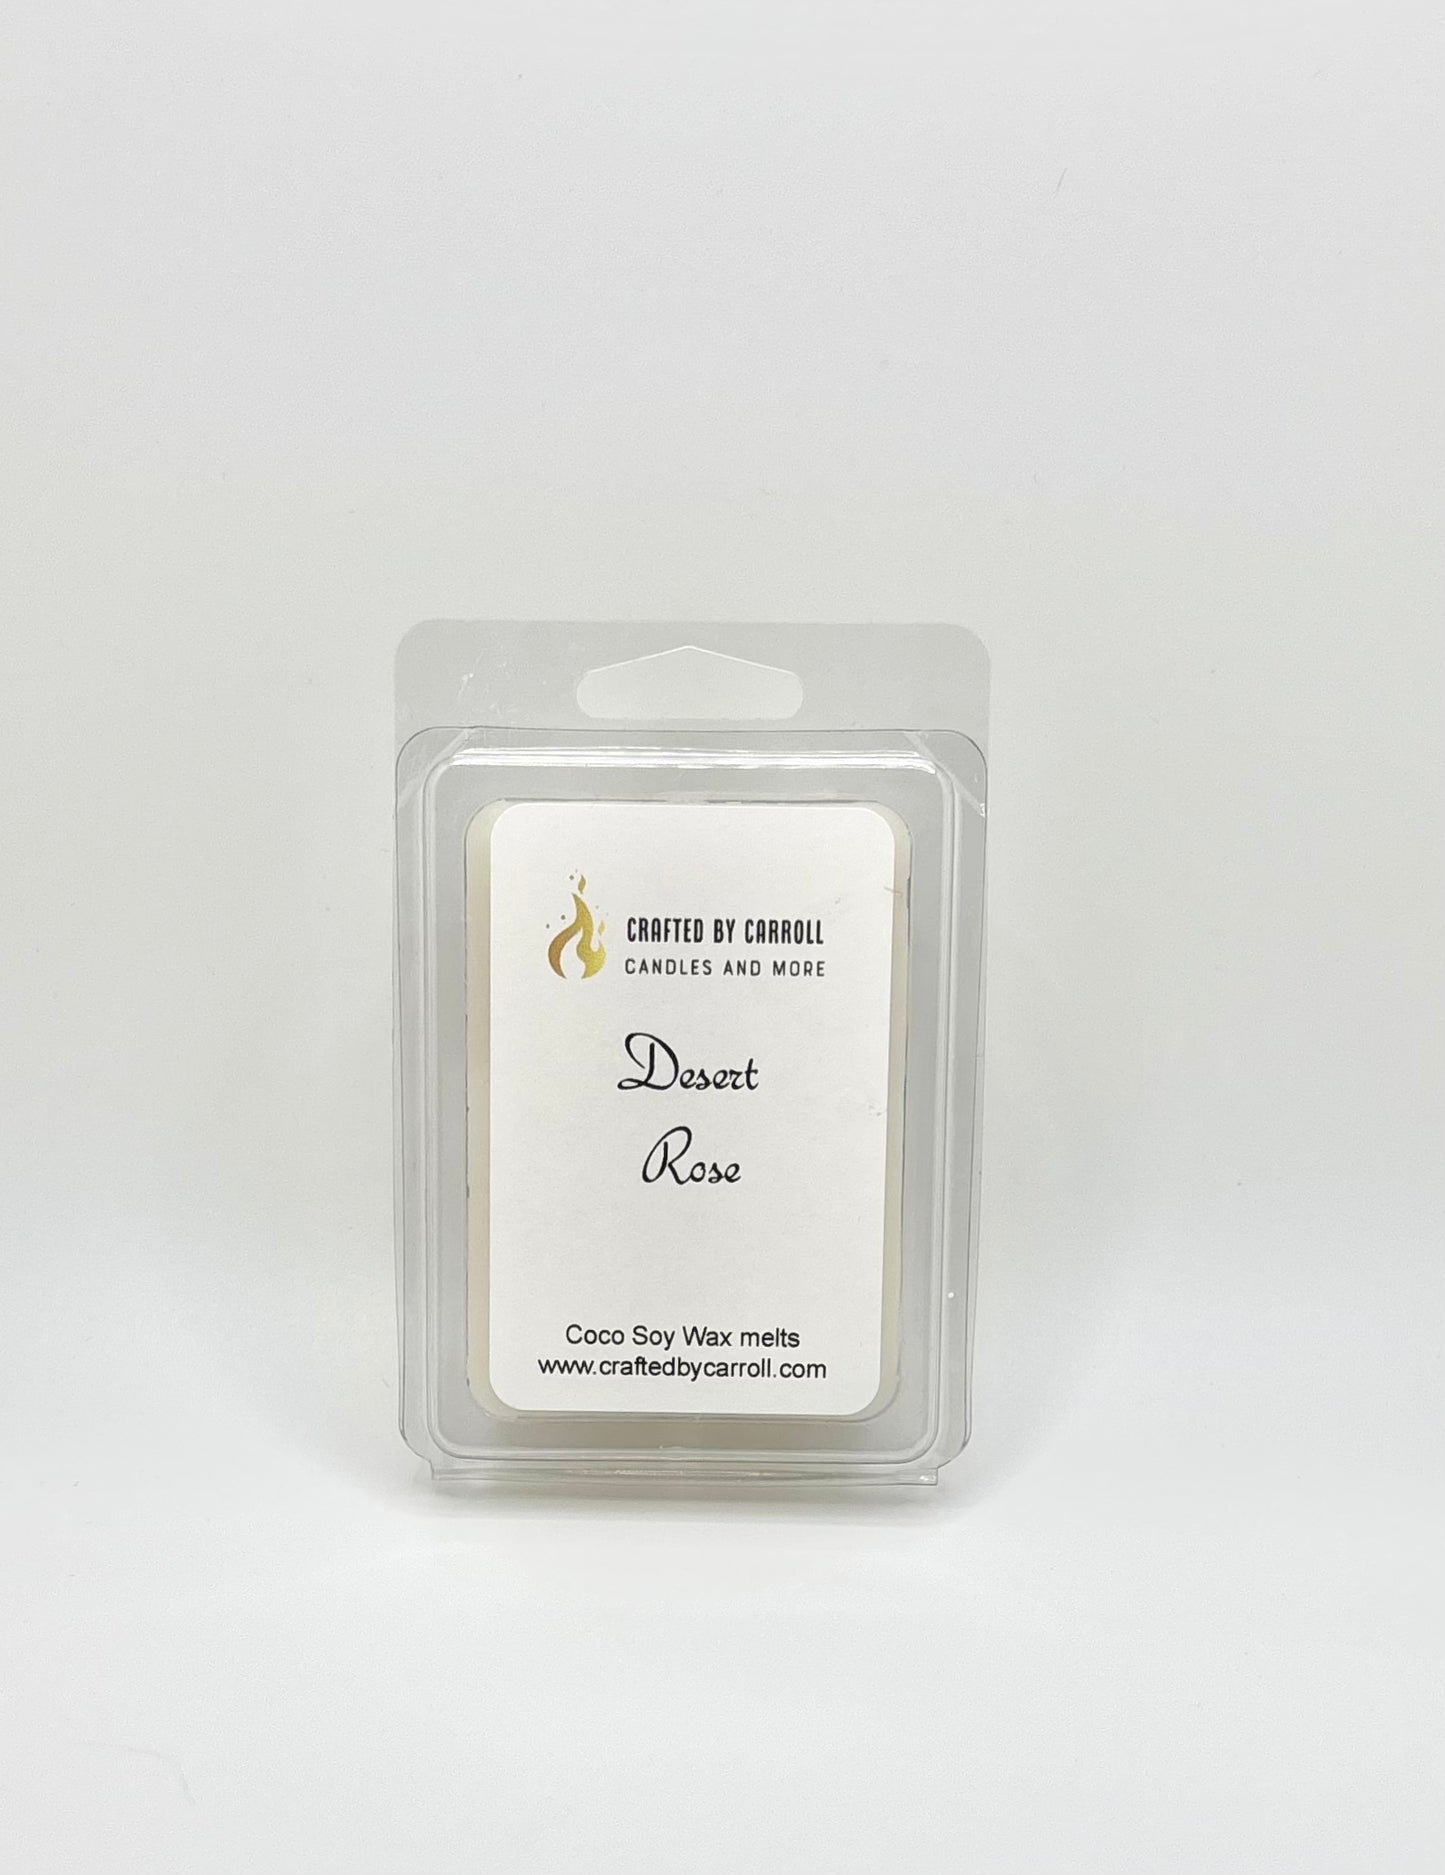 CRAFTED BY CARROLL
CANDLES AND MORE
Desert
Rose
Coco Soy Wax melts
www.craftedbycarroll.com